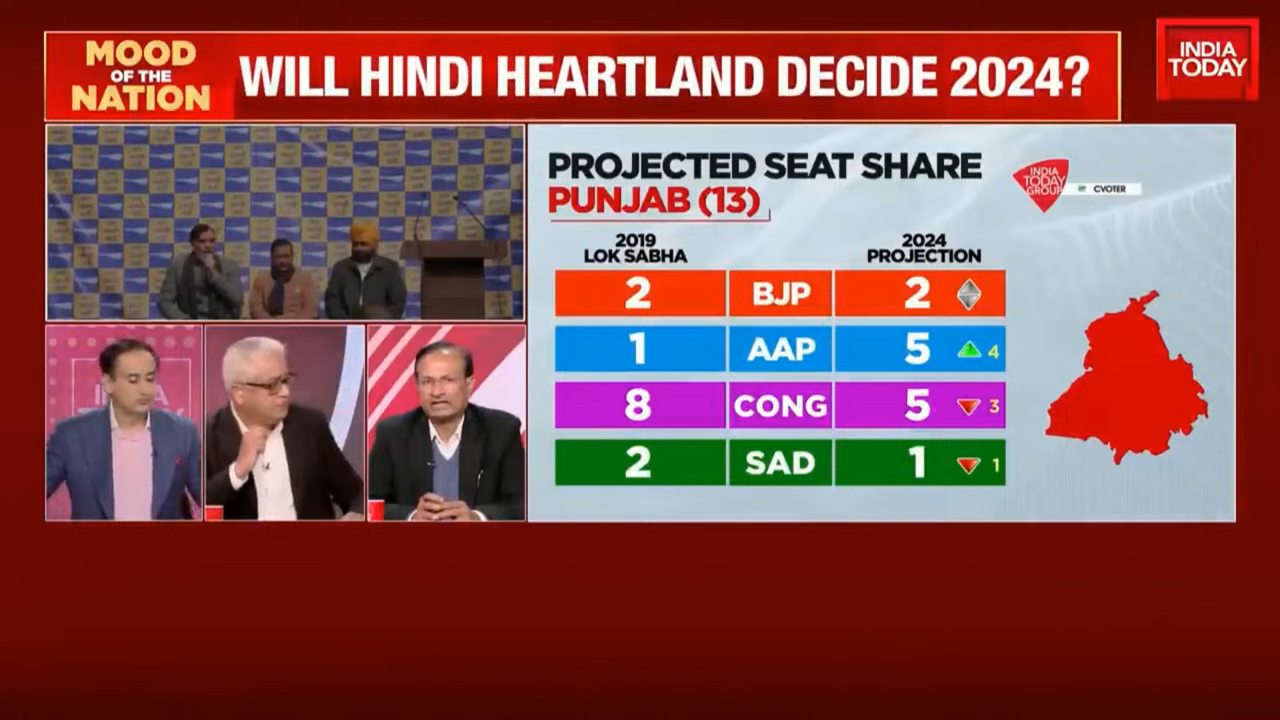 MOOD
OF THE
NATION
WILL HINDI HEARTLAND DECIDE 2024?
INDIA
TODAY
PROJECTED SEAT SHARE
PUNJAB (13)
INDIA
TODAY
GROUP
CVOTER
2019
LOK SABHA
2024
PROJECTION
2 BJP 2
1 AAP 5 4
8 CONG 5 3
2 SAD 1 1